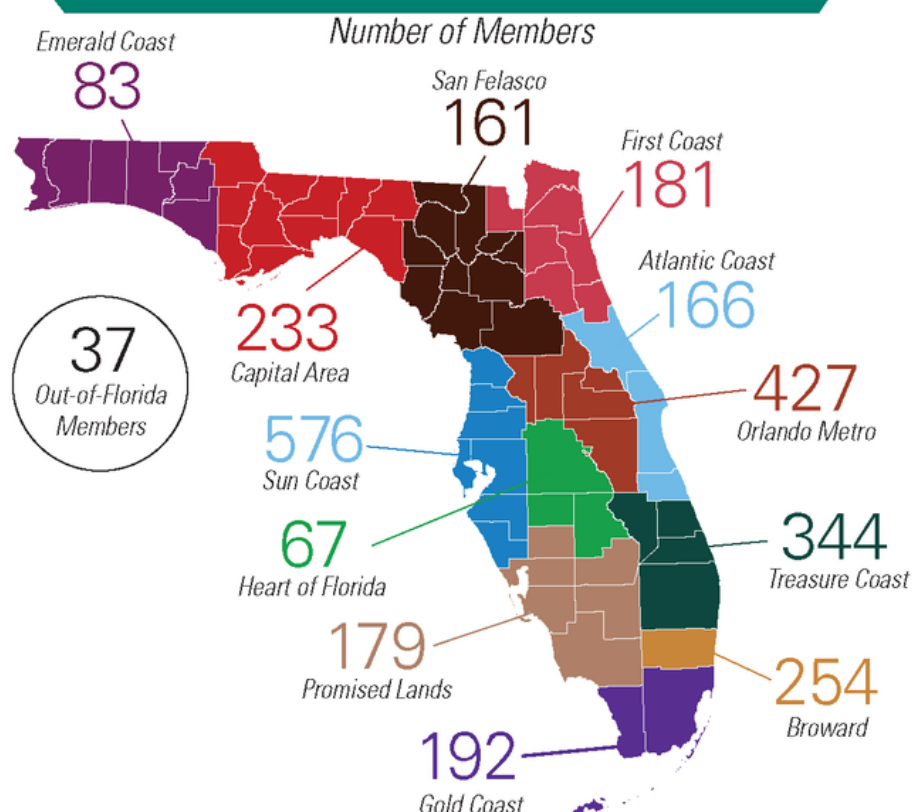 Number of Members
Emerald Coast
83
San Felasco
161
First Coast
181
Atlantic Coast
166
233
Capital Area
37
Out-of-Florida
Members
427
Orlando Metro
576
Sun Coast
67
Heart of Florida
344
Treasure Coast
179
Promised Lands
254
Broward
192
Gold Coast